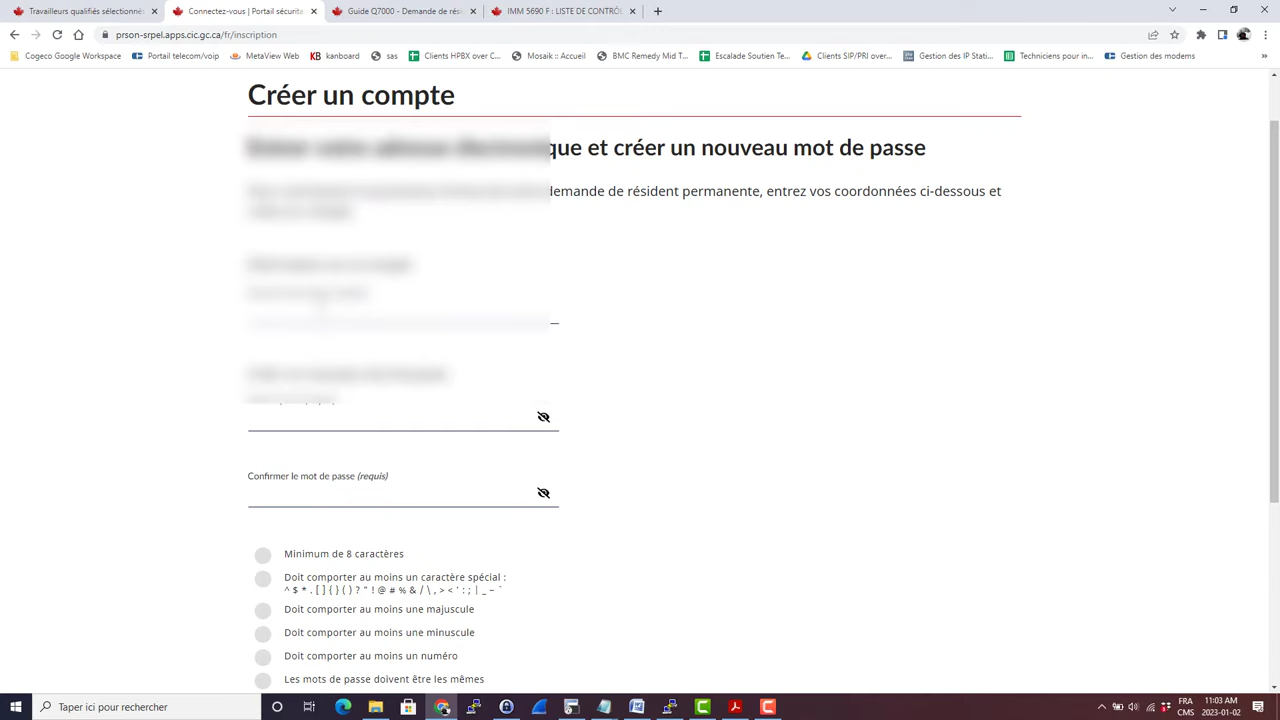 Travailleurs qualifiés sélectionné
Connectez-vous | Portail sécurita
Guide Q7000 - Demande de rés
IMM 5690 F : LISTE DE CONTRÔL
prson-srpel.apps.cic.gc.ca/fr/inscription
Cogeco Google Workspace
Portail telecom/voip
MetaView Web
kanboard
sas
Clients HPBX over C...
Mosaik :: Accueil
BMC Remedy Mid T...
Escalade Soutien Te...
Clients SIP/PRI over...
Gestion des IP Stati...
Techniciens pour in...
Gestion des modems
»
Créer un compte
que et créer un nouveau mot de passe
demande de résident permanente, entrez vos coordonnées ci-dessous et
Confirmer le mot de passe (requis)
Minimum de 8 caractères
Doit comporter au moins un caractère spécial :
^ $ * . [ ] { } ( ) ? " ! @ # % & / \ , > < ' : ; | _ ~ `
Doit comporter au moins une majuscule
Doit comporter au moins une minuscule
Doit comporter au moins un numéro
Les mots de passe doivent être les mêmes
Taper ici pour rechercher
FRA
CMS
11:03 AM
2023-01-02